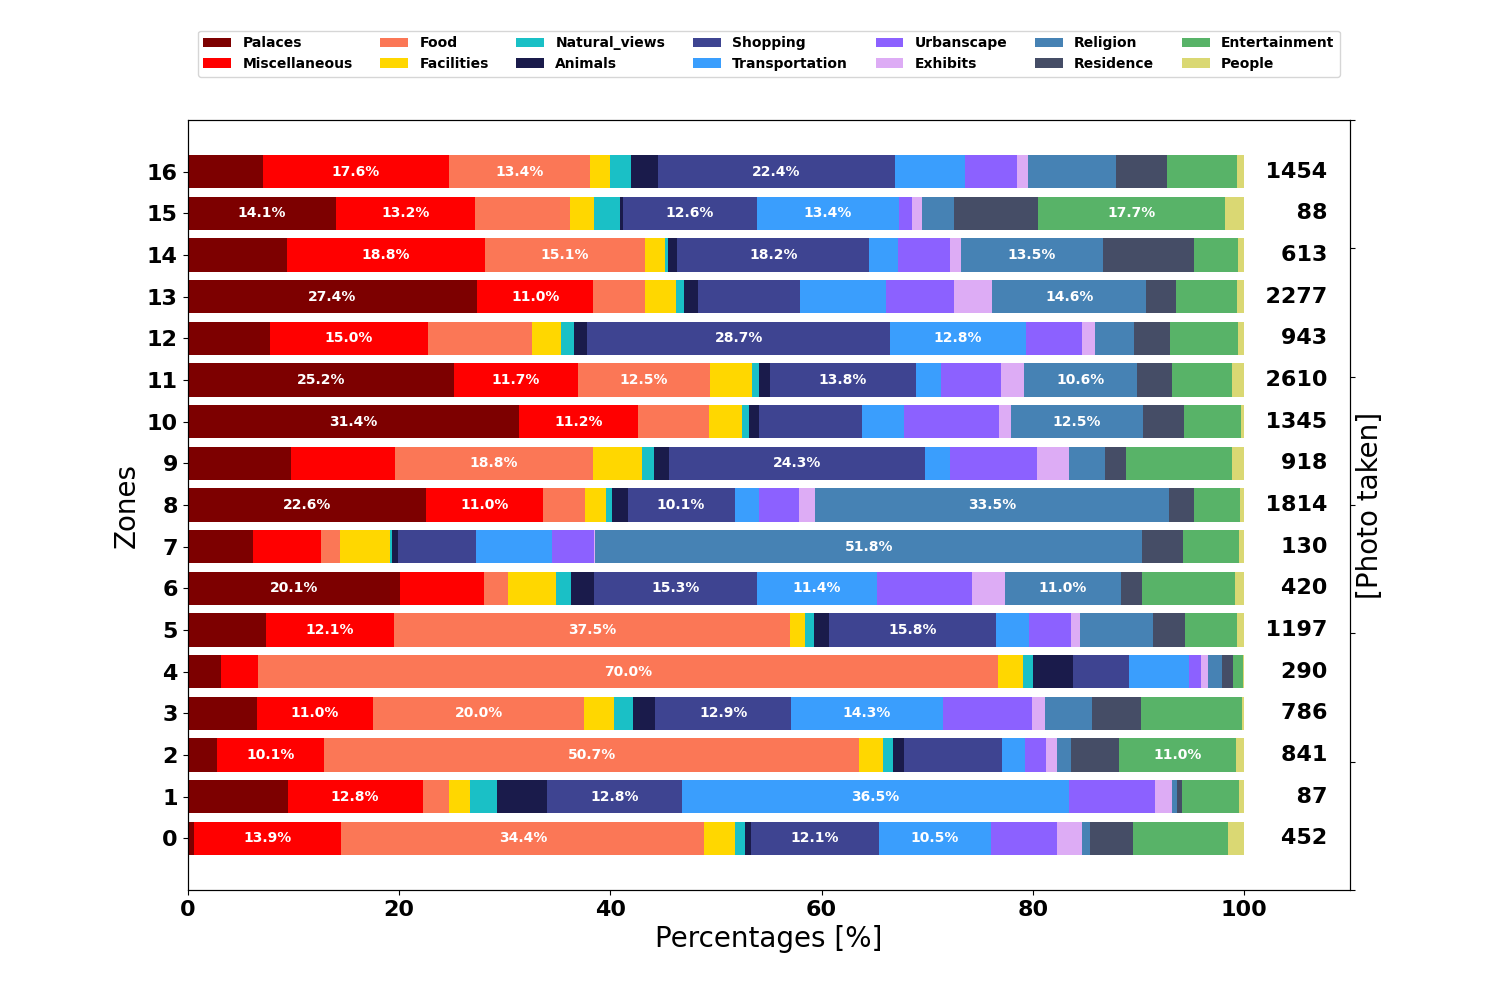 Palaces Food Natural_views Shopping Urbanscape Religion Entertainment
Miscellaneous Facilities Animals Transportation Exhibits Residence People
16 17.6% 13.4% 22.4% 1454
15 14.1% 13.2% 12.6% 13.4% 17.7% 88
14 18.8% 15.1% 18.2% 13.5% 613
13 27.4% 11.0% 14.6% 2277
12 15.0% 28.7% 12.8% 943
11 25.2% 11.7% 12.5% 13.8% 10.6% 2610
10 31.4% 11.2% 12.5% 1345
9 18.8% 24.3% 918
8 22.6% 11.0% 10.1% 33.5% 1814
7 51.8% 130
6 20.1% 15.3% 11.4% 11.0% 420
5 12.1% 37.5% 15.8% 1197
4 70.0% 290
3 11.0% 20.0% 12.9% 14.3% 786
2 10.1% 50.7% 11.0% 841
1 12.8% 12.8% 36.5% 87
0 13.9% 34.4% 12.1% 10.5% 452
Zones
[Photo taken]
0 20 40 60 80 100
Percentages [%]